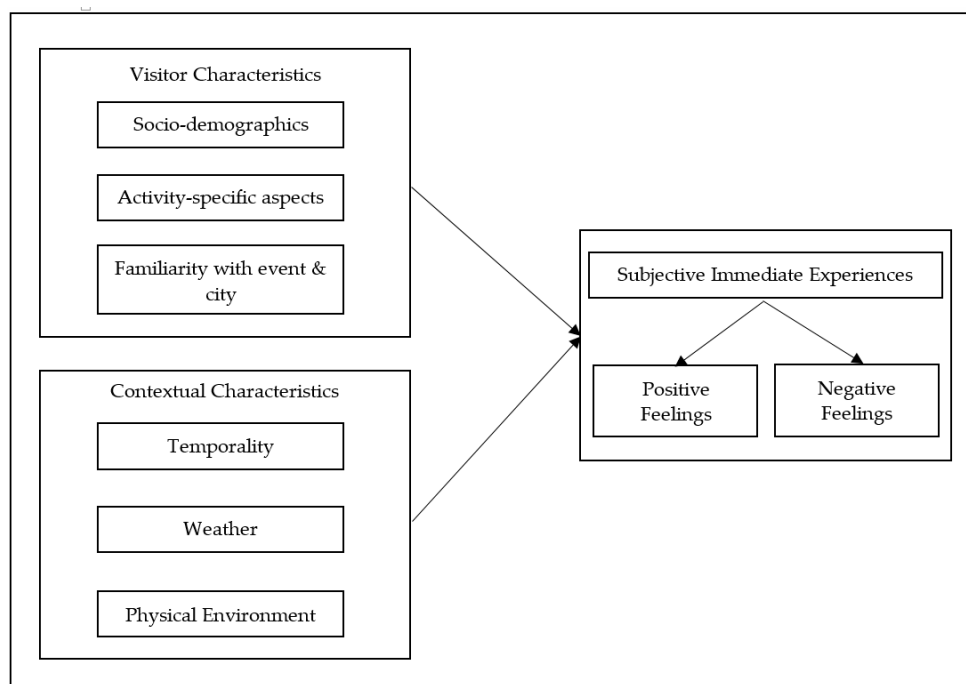 Visitor Characteristics
Socio-demographics
Activity-specific aspects
Familiarity with event &
city
Contextual Characteristics
Temporality
Weather
Physical Environment
Subjective Immediate Experiences
Positive
Feelings
Negative
Feelings